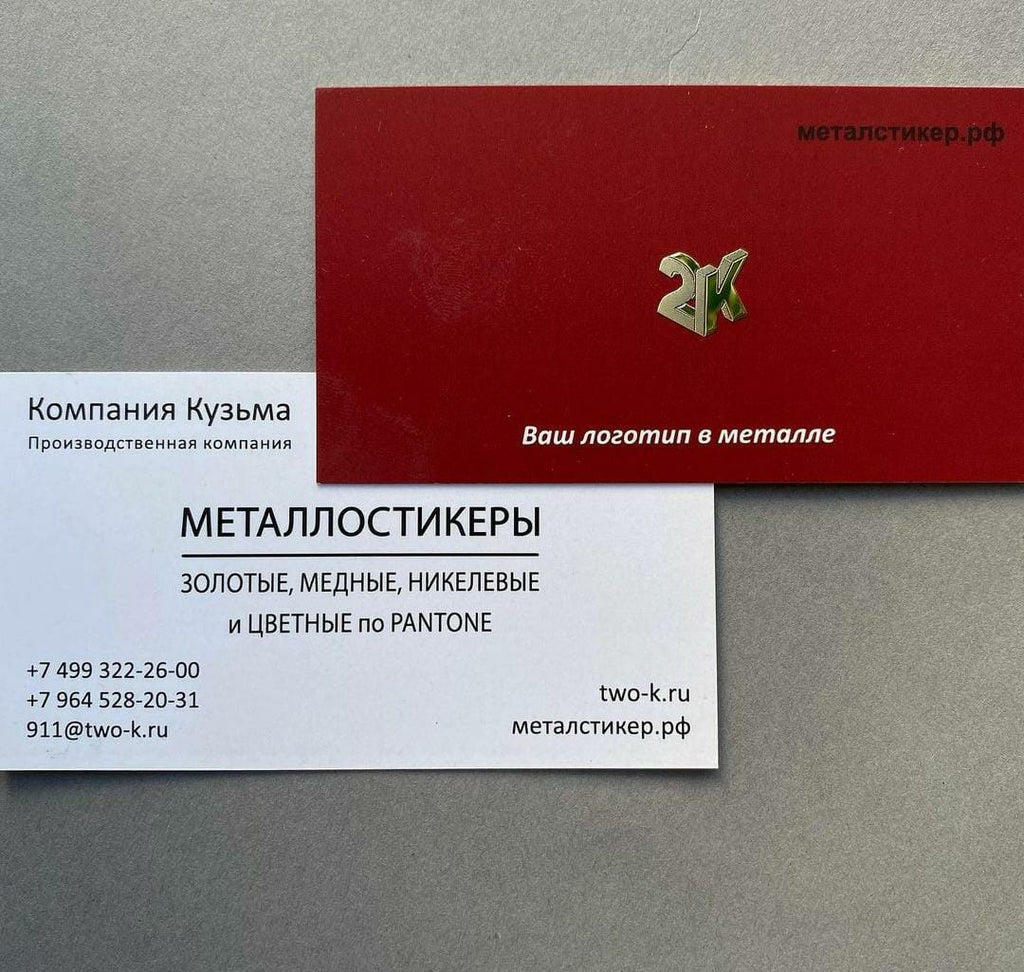 металстикер.рф
2K
Ваш логотип в металле
Компания Кузьма
Производственная компания
МЕТАЛЛОСТИКЕРЫ
ЗОЛОТЫЕ, МЕДНЫЕ, НИКЕЛЕВЫЕ
и ЦВЕТНЫЕ по PANTONE
+7 499 322-26-00
+7 964 528-20-31
911@two-k.ru
two-k.ru
металстикер.рф